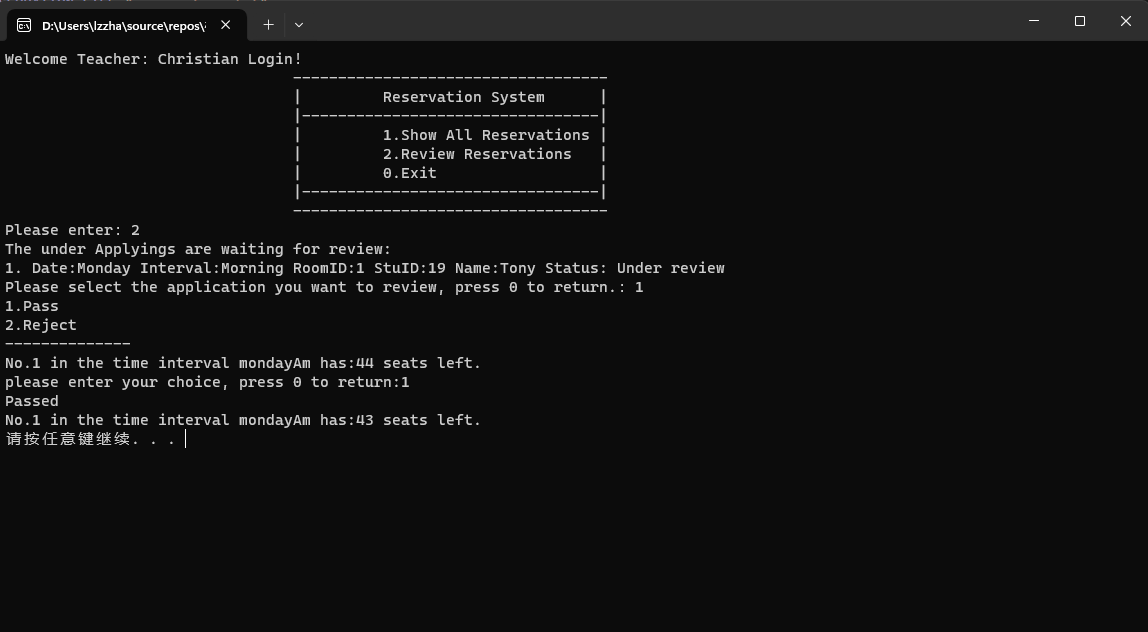 D:\Users\lzzha\source\repos\
Welcome Teacher: Christian Login!
-----------------------------------
|         Reservation System      |
|---------------------------------|
|         1.Show All Reservations |
|         2.Review Reservations   |
|         0.Exit                  |
|---------------------------------|
-----------------------------------
Please enter: 2
The under Applyings are waiting for review:
1. Date:Monday Interval:Morning RoomID:1 StuID:19 Name:Tony Status: Under review
Please select the application you want to review, press 0 to return.: 1
1.Pass
2.Reject
--------------
No.1 in the time interval mondayAm has:44 seats left.
please enter your choice, press 0 to return:1
Passed
No.1 in the time interval mondayAm has:43 seats left.
请按任意键继续. . .